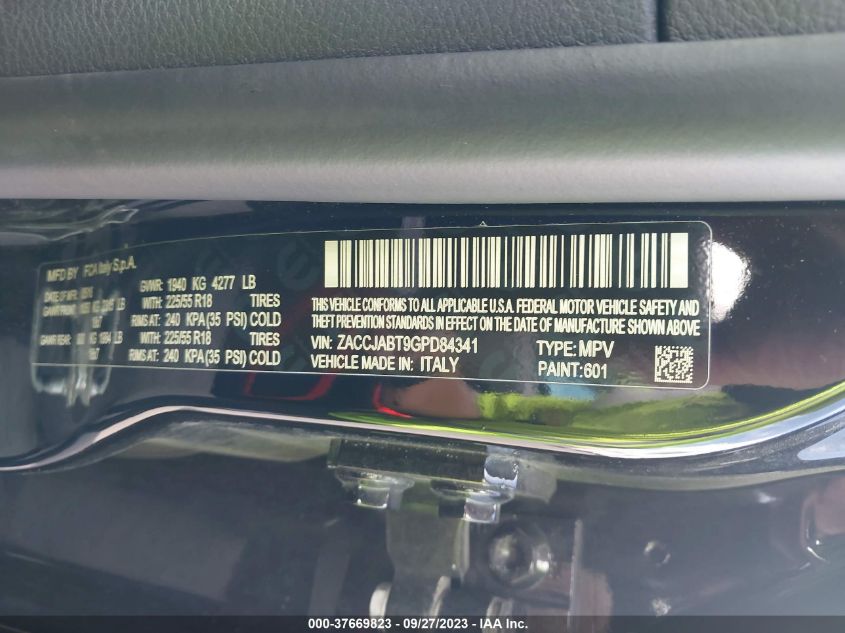 MFD BY FCA Italy S.p.A.
DATE OF MFR.
GVWR: 1940 KG 4277 LB
WITH: 225/55 R18 TIRES
RIMS AT: 240 KPA(35 PSI) COLD
WITH: 225/55 R18 TIRES
RIMS AT: 240 KPA(35 PSI) COLD
THIS VEHICLE CONFORMS TO ALL APPLICABLE U.S.A. FEDERAL MOTOR VEHICLE SAFETY AND
THEFT PREVENTION STANDARDS IN EFFECT ON THE DATE OF MANUFACTURE SHOWN ABOVE
VIN: ZACCJABT9GPD84341 TYPE: MPV
VEHICLE MADE IN: ITALY PAINT: 601
000-37669823 - 09/27/2023 - IAA Inc.